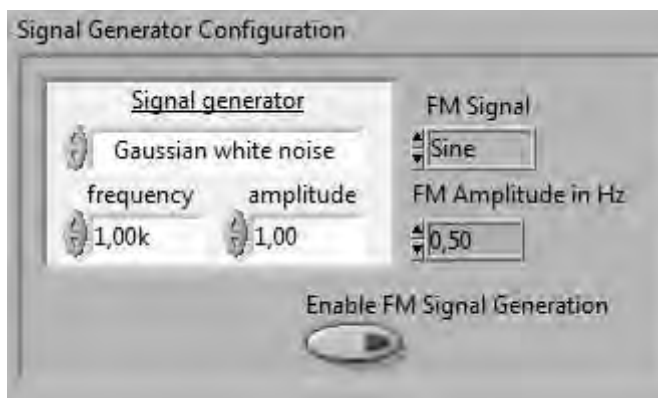 Signal Generator Configuration
Signal generator
Gaussian white noise
frequency
amplitude
1,00k
1,00
FM Signal
Sine
FM Amplitude in Hz
0,50
Enable FM Signal Generation